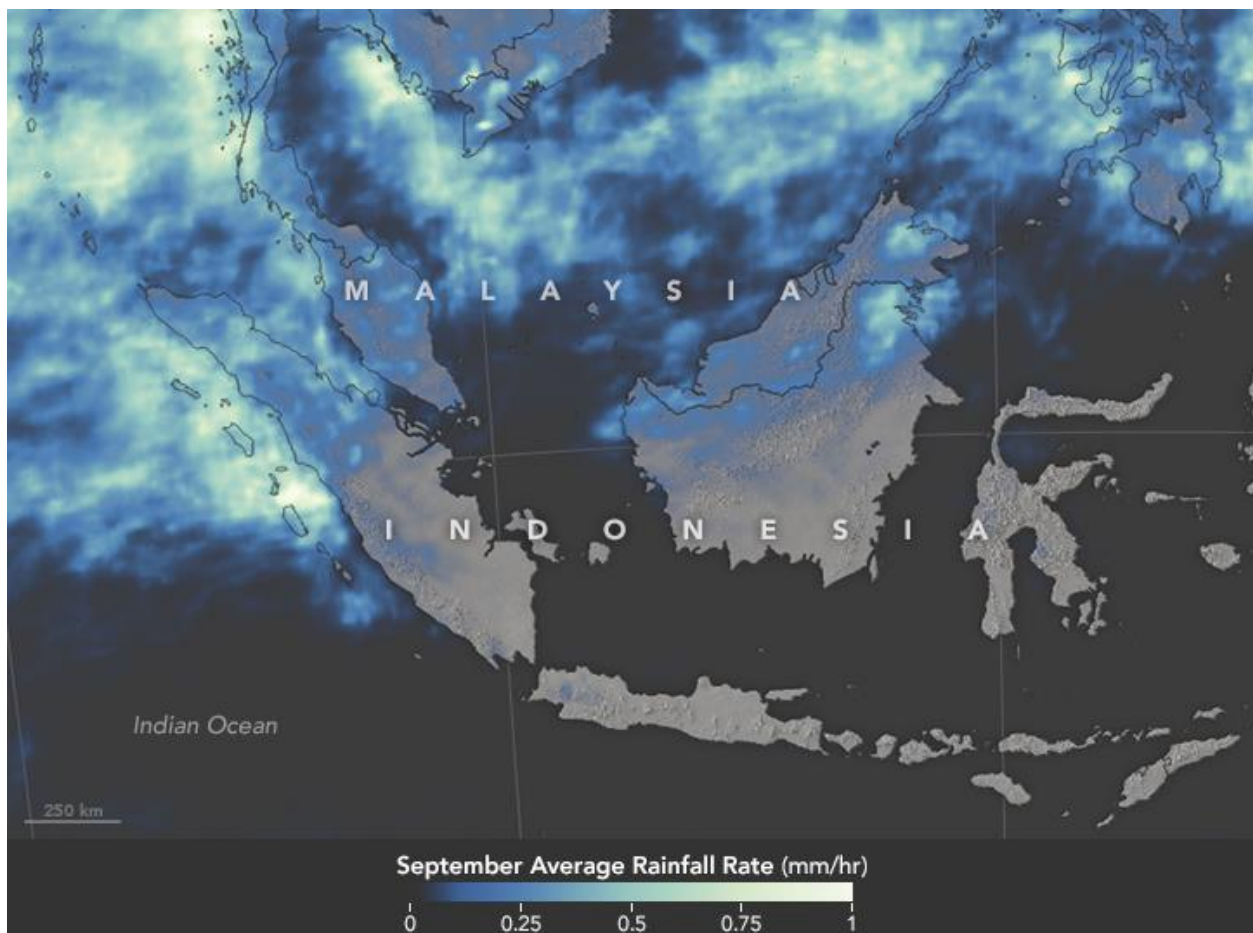 MALAYSIA
INDONESIA
Indian Ocean
250 km
September Average Rainfall Rate (mm/hr)
0 0.25 0.5 0.75 1